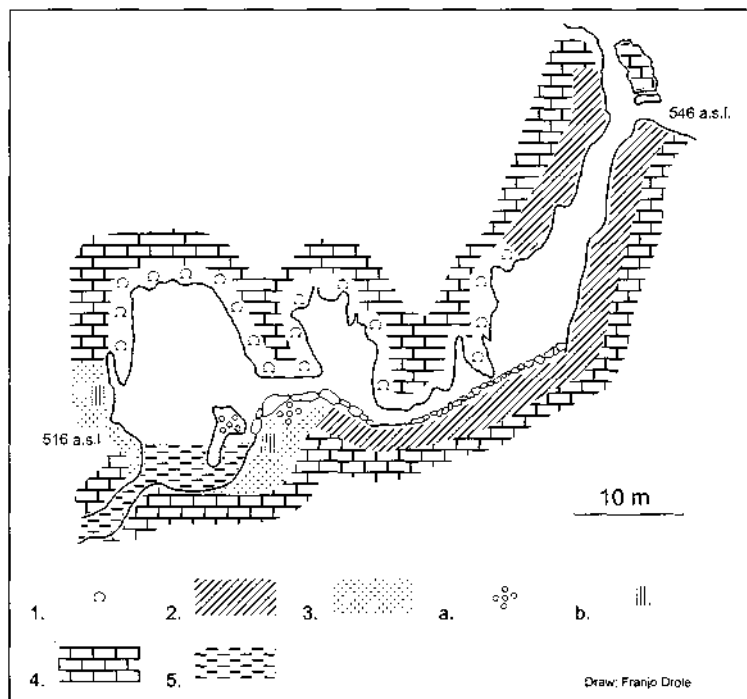 546 a.s.l.
516 a.s.l
10 m
1. 2. 3. a. b.
4. 5.
Draw: Franjo Drole